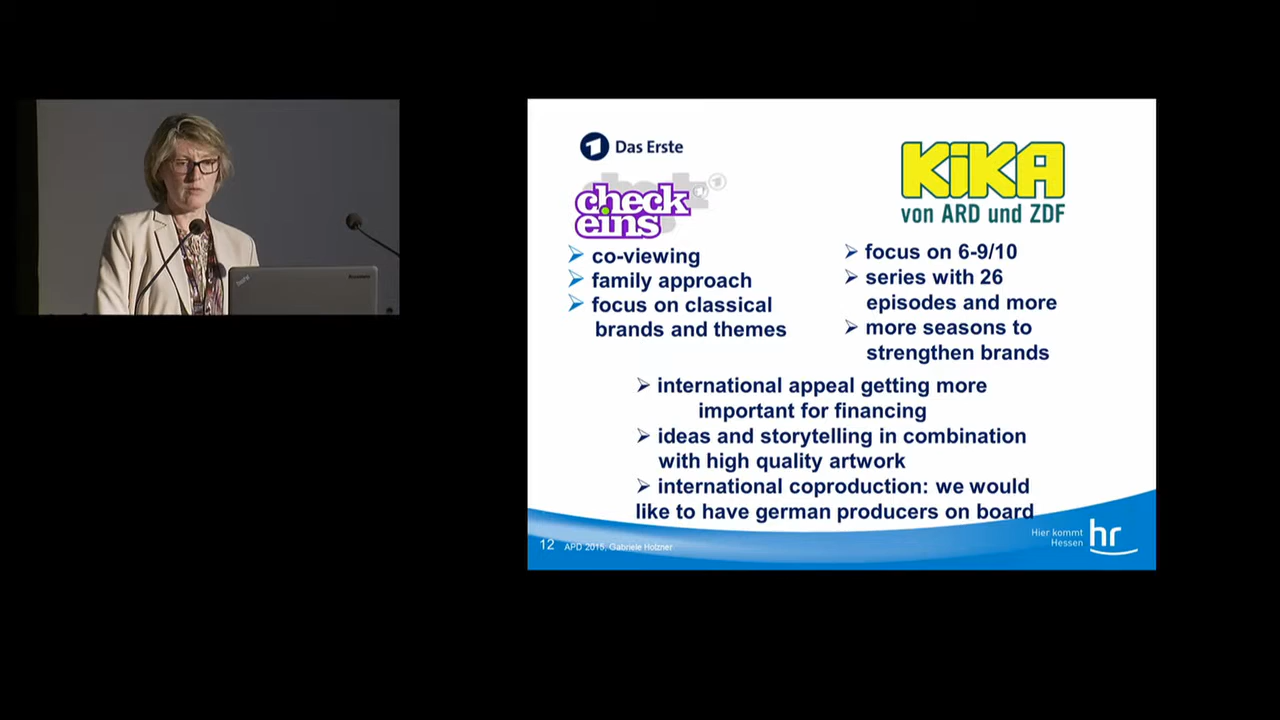 Das Erste
check
eins
co-viewing
family approach
focus on classical
brands and themes
KiKA
von ARD und ZDF
focus on 6-9/10
series with 26
episodes and more
more seasons to
strengthen brands
international appeal getting more
important for financing
ideas and storytelling in combination
with high quality artwork
international coproduction: we would
like to have german producers on board
12 APD 2015, Gabriele Holzner
Hier kommt
Hessen
hr